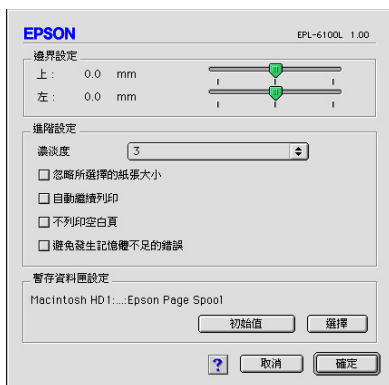 EPSON EPL-6100L 1.00
邊界設定
上: 0.0 mm
左: 0.0 mm
進階設定
濃淡度 3
忽略所選擇的紙張大小
自動繼續列印
不列印空白頁
避免發生記憶體不足的錯誤
暫存資料匣設定
Macintosh HD1:...:Epson Page Spool
初始值 選擇
? 取消 確定